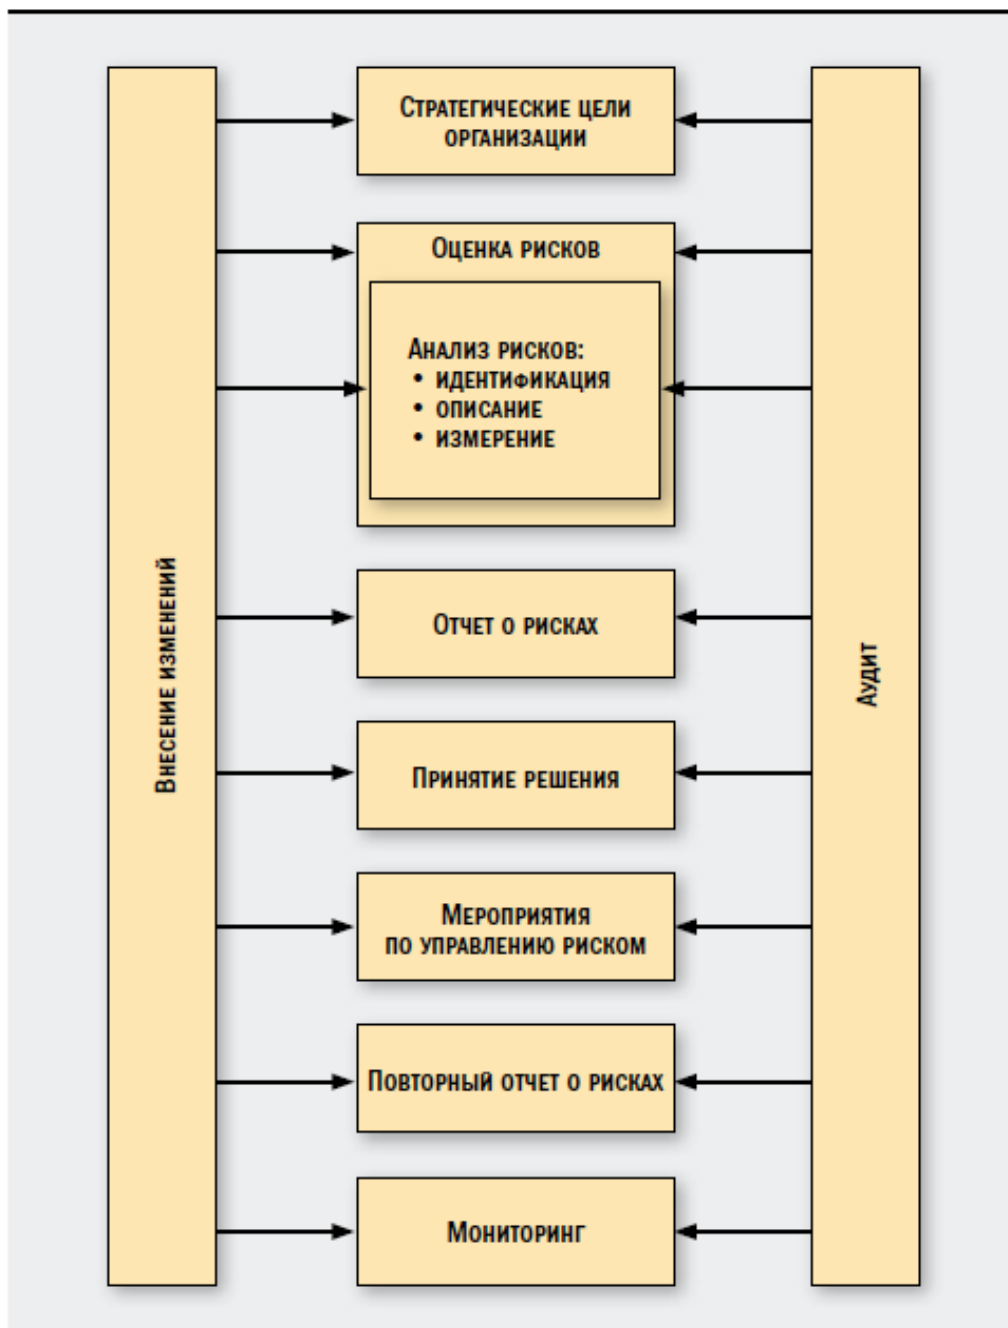 Стратегические цели
организации
Оценка рисков
Анализ рисков:
• идентификация
• описание
• измерение
Отчет о рисках
Принятие решения
Мероприятия
по управлению риском
Повторный отчет о рисках
Мониторинг
Внесение изменений
Аудит